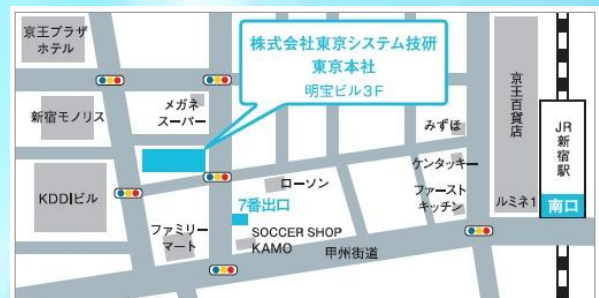 京王プラザ
ホテル
株式会社東京システム技研
東京本社
明宝ビル3F
新宿モノリス
メガネ
スーパー
みずほ
京王百貨店
JR新宿駅
KDDIビル
ケンタッキー
ローソン
ファースト
キッチン
ルミネ1
南口
7番出口
ファミリー
マート
SOCCER SHOP
KAMO
甲州街道